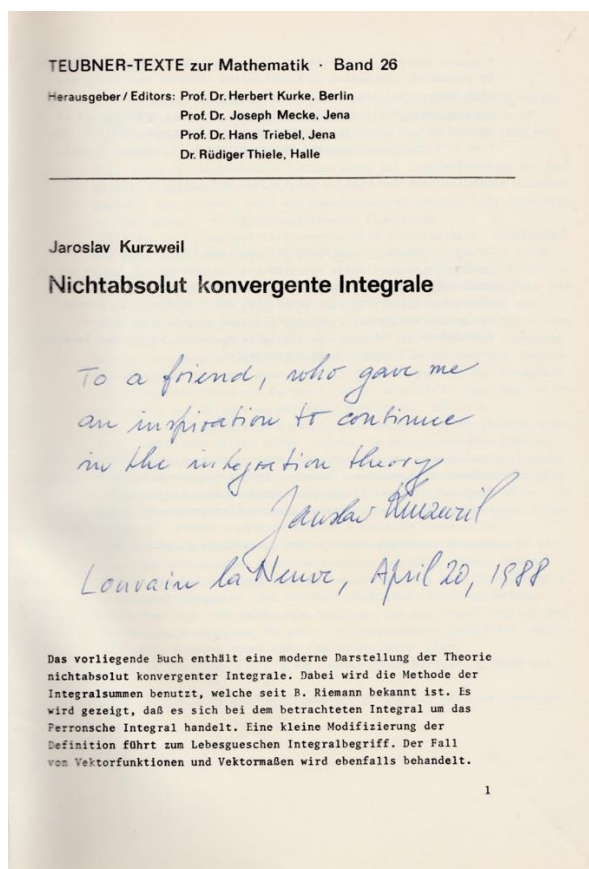 TEUBNER-TEXTE zur Mathematik · Band 26
Herausgeber / Editors: Prof. Dr. Herbert Kurke, Berlin
Prof. Dr. Joseph Mecke, Jena
Prof. Dr. Hans Triebel, Jena
Dr. Rüdiger Thiele, Halle
Jaroslav Kurzweil
Nichtabsolut konvergente Integrale
To a friend, who gave me
an inspiration to continue
in the integration theory
Jaroslav Kurzweil
Louvain la Neuve, April 20, 1988
Das vorliegende Buch enthält eine moderne Darstellung der Theorie
nichtabsolut konvergenter Integrale. Dabei wird die Methode der
Integralsummen benutzt, welche seit B. Riemann bekannt ist. Es
wird gezeigt, daß es sich bei dem betrachteten Integral um das
Perronsche Integral handelt. Eine kleine Modifizierung der
Definition führt zum Lebesgueschen Integralbegriff. Der Fall
von Vektorfunktionen und Vektormaßen wird ebenfalls behandelt.
1